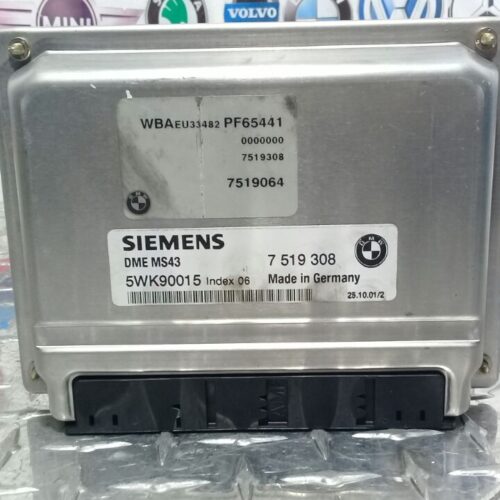 MINI
VOLVO
WBAEU33482 PF65441
0000000
7519308
7519064
SIEMENS
DME MS43
7 519 308
5WK90015 Index 06
Made in Germany
25.10.01/2
BMW